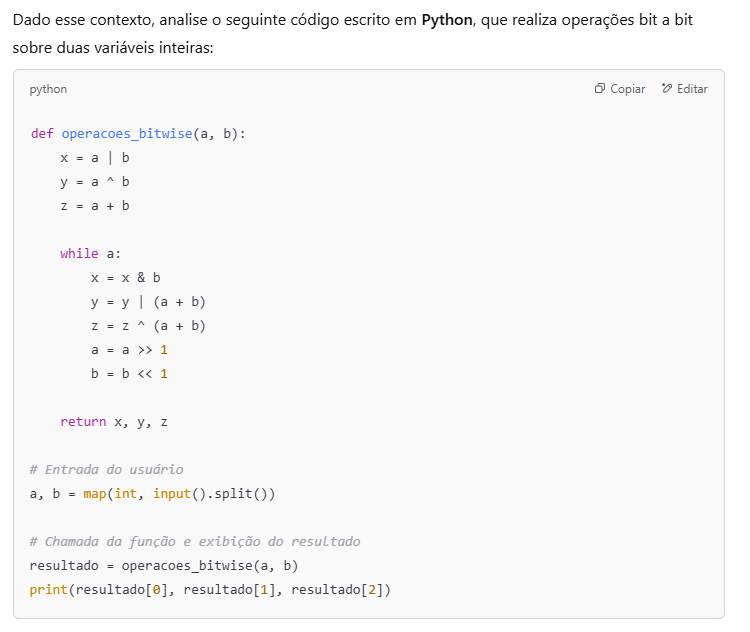 Dado esse contexto, analise o seguinte código escrito em Python, que realiza operações bit a bit
sobre duas variáveis inteiras:
python
Copiar
Editar
def operacoes_bitwise(a, b):
    x = a | b
    y = a ^ b
    z = a + b
    while a:
        x = x & b
        y = y | (a + b)
        z = z ^ (a + b)
        a = a >> 1
        b = b << 1
    return x, y, z
# Entrada do usuário
a, b = map(int, input().split())
# Chamada da função e exibição do resultado
resultado = operacoes_bitwise(a, b)
print(resultado[0], resultado[1], resultado[2])